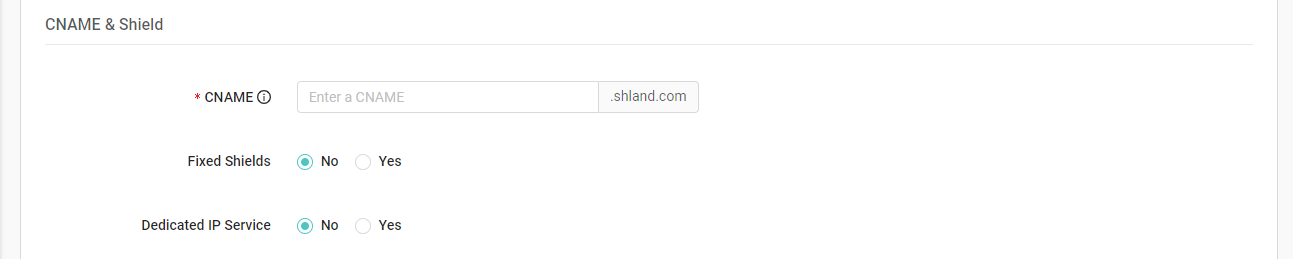 CNAME & Shield
* CNAME Enter a CNAME .shland.com
Fixed Shields No Yes
Dedicated IP Service No Yes